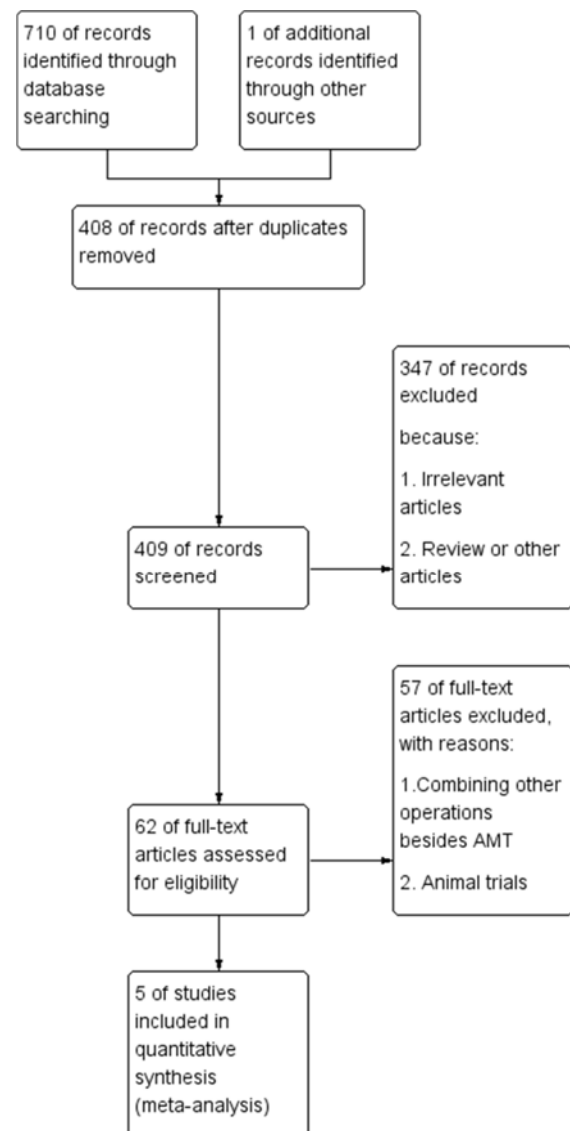 710 of records
identified through
database
searching
1 of additional
records identified
through other
sources
408 of records after duplicates
removed
347 of records
excluded
because:
1. Irrelevant
articles
2. Review or other
articles
409 of records
screened
57 of full-text
articles excluded,
with reasons:
1.Combining other
operations
besides AMT
2. Animal trials
62 of full-text
articles assessed
for eligibility
5 of studies
included in
quantitative
synthesis
(meta-analysis)